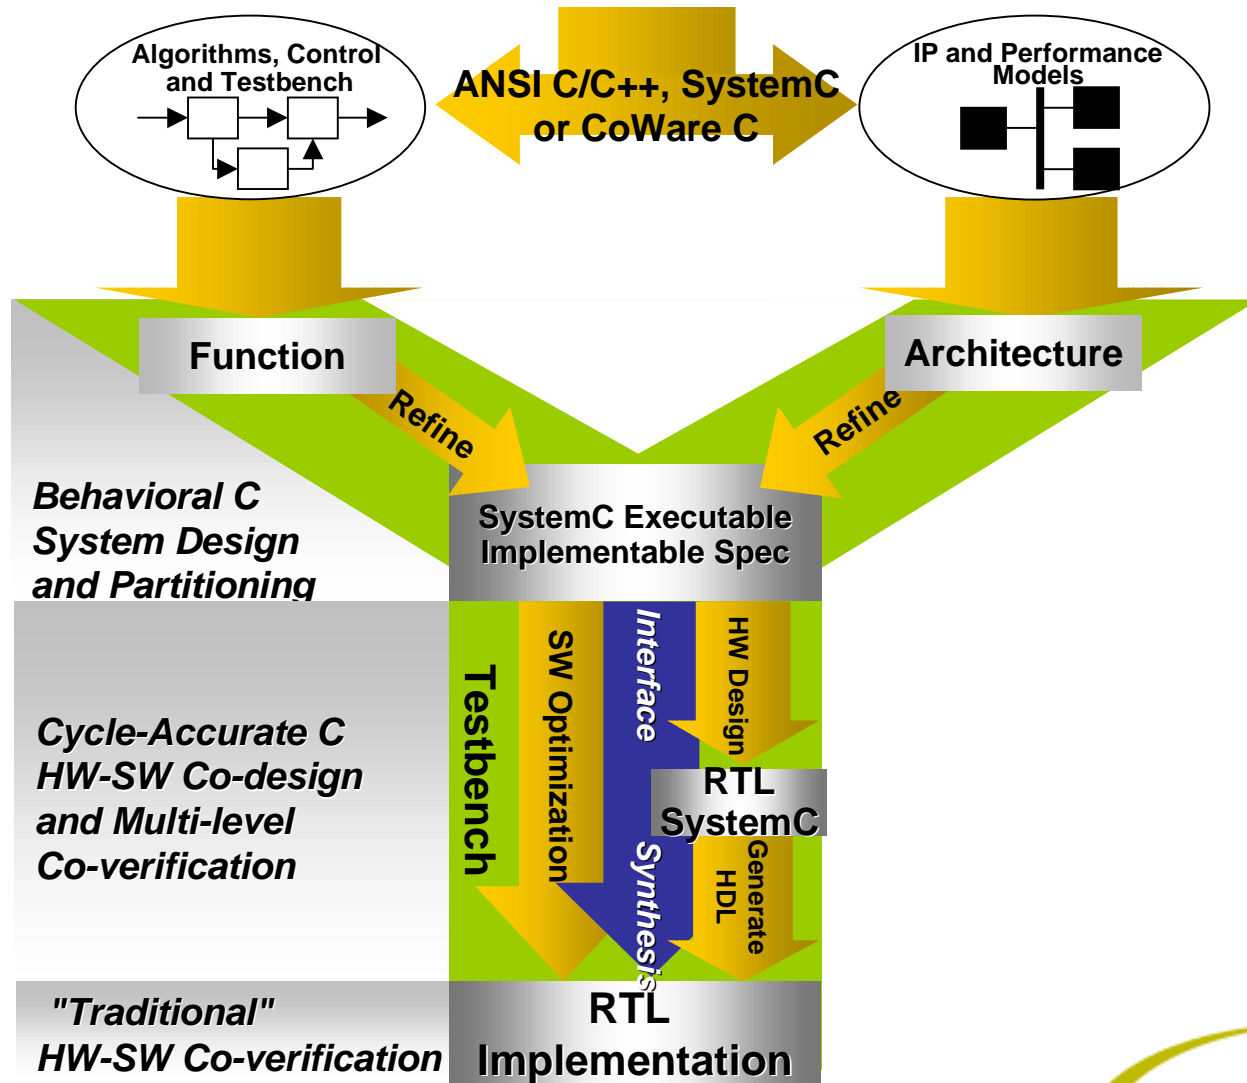 Algorithms, Control
and Testbench
ANSI C/C++, SystemC
or CoWare C
IP and Performance
Models
Function
Architecture
Refine
Refine
Behavioral C
System Design
and Partitioning
SystemC Executable
Implementable Spec
Cycle-Accurate C
HW-SW Co-design
and Multi-level
Co-verification
Testbench
SW Optimization
Interface
Synthesis
HW Design
RTL
SystemC
Generate
HDL
"Traditional"
HW-SW Co-verification
RTL
Implementation